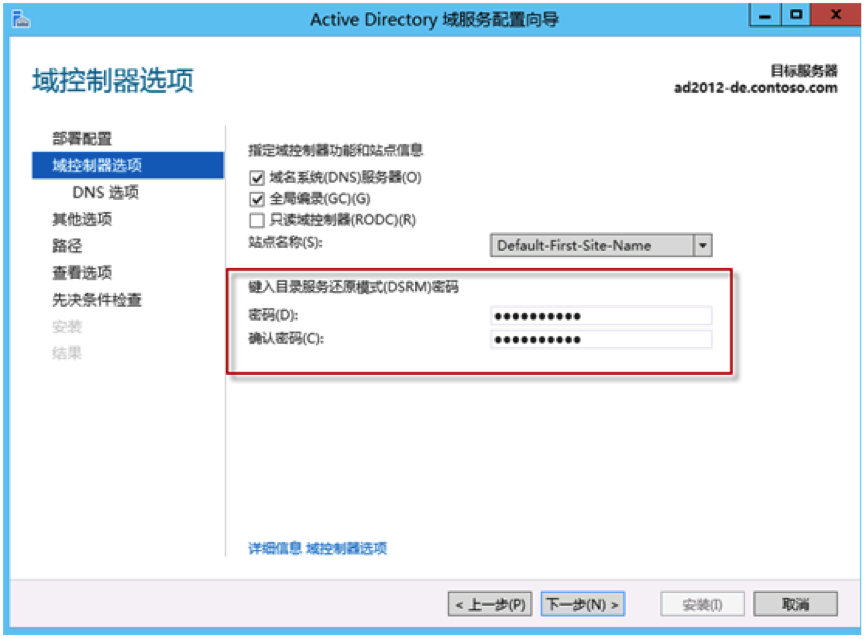 Active Directory 域服务配置向导
域控制器选项
目标服务器
ad2012-de.contoso.com
部署配置
域控制器选项
DNS 选项
其他选项
路径
查看选项
先决条件检查
安装
结果
指定域控制器功能和站点信息
域名系统(DNS)服务器(O)
全局编录(GC)(G)
只读域控制器(RODC)(R)
站点名称(S): Default-First-Site-Name
键入目录服务还原模式(DSRM)密码
密码(D): ●●●●●●●●●●
确认密码(C): ●●●●●●●●●●
详细信息 域控制器选项
< 上一步(P) 下一步(N) > 安装(I) 取消